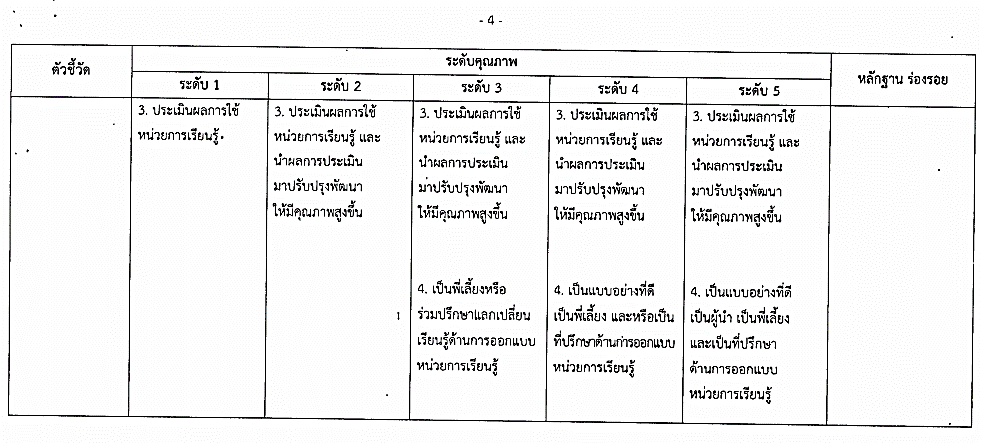 - 4 -
ตัวชี้วัด
ระดับคุณภาพ
หลักฐาน ร่องรอย
ระดับ 1
ระดับ 2
ระดับ 3
ระดับ 4
ระดับ 5
3. ประเมินผลการใช้
หน่วยการเรียนรู้
3. ประเมินผลการใช้
หน่วยการเรียนรู้ และ
นำผลการประเมิน
มาปรับปรุงพัฒนา
ให้มีคุณภาพสูงขึ้น
3. ประเมินผลการใช้
หน่วยการเรียนรู้ และ
นำผลการประเมิน
มาปรับปรุงพัฒนา
ให้มีคุณภาพสูงขึ้น
4. เป็นพี่เลี้ยงหรือ
ร่วมปรึกษาแลกเปลี่ยน
เรียนรู้ด้านการออกแบบ
หน่วยการเรียนรู้
3. ประเมินผลการใช้
หน่วยการเรียนรู้ และ
นำผลการประเมิน
มาปรับปรุงพัฒนา
ให้มีคุณภาพสูงขึ้น
4. เป็นแบบอย่างที่ดี
เป็นพี่เลี้ยง และหรือเป็น
ที่ปรึกษาด้านการออกแบบ
หน่วยการเรียนรู้
3. ประเมินผลการใช้
หน่วยการเรียนรู้ และ
นำผลการประเมิน
มาปรับปรุงพัฒนา
ให้มีคุณภาพสูงขึ้น
4. เป็นแบบอย่างที่ดี
เป็นผู้นำ เป็นพี่เลี้ยง
และเป็นที่ปรึกษา
ด้านการออกแบบ
หน่วยการเรียนรู้